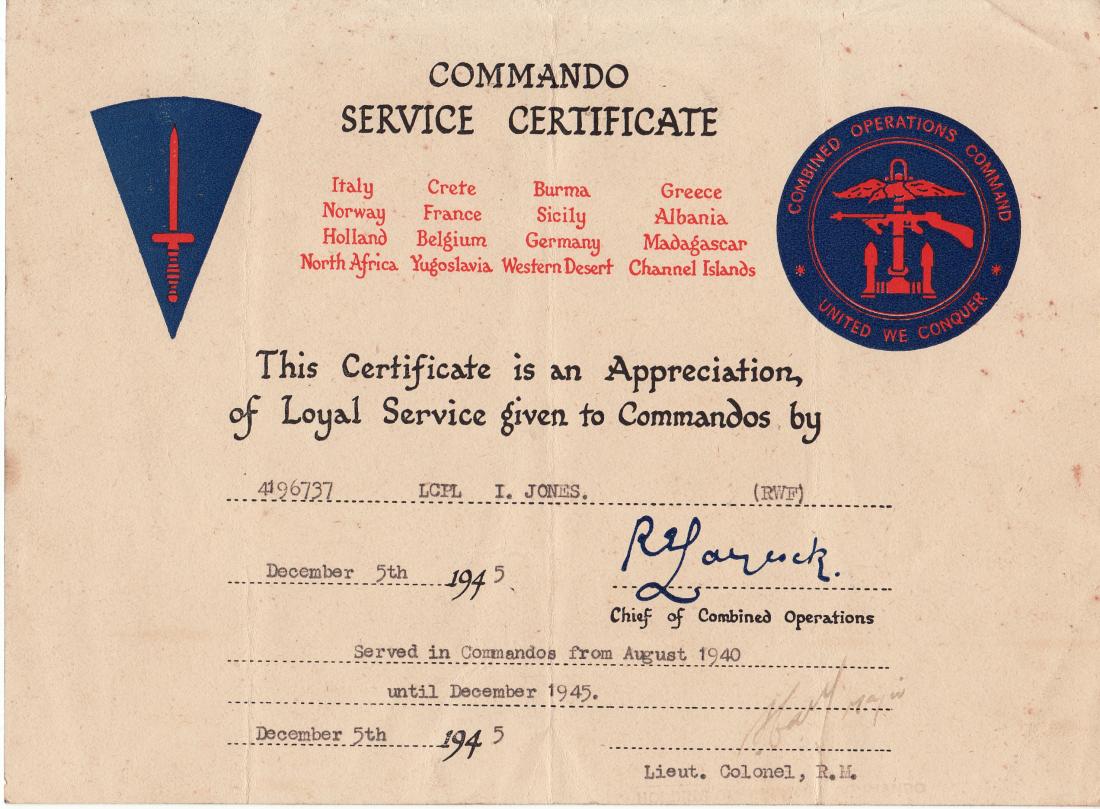 COMMANDO
SERVICE CERTIFICATE
COMBINED OPERATIONS COMMAND
Italy Crete Burma Greece
Norway France Sicily Albania
Holland Belgium Germany Madagascar
North Africa Yugoslavia Western Desert Channel Islands
UNITED WE CONQUER
This Certificate is an Appreciation,
of Loyal Service given to Commandos by
4196737 LCPL I. JONES. (RWF)
R E Laycock.
December 5th 1945
Chief of Combined Operations
Served in Commandos from August 1940
until December 1945.
December 5th 1945
Lieut. Colonel, R.M.